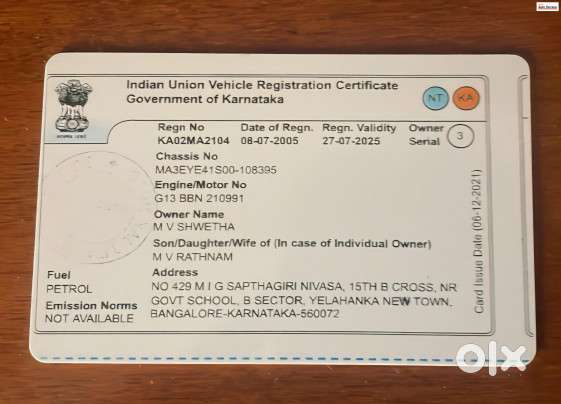 Indian Union Vehicle Registration Certificate
Government of Karnataka
NT KA
Regn No Date of Regn. Regn. Validity Owner
KA02MA2104 08-07-2005 27-07-2025 Serial 3
Chassis No
MA3EYE41S00-108395
Engine/Motor No
G13 BBN 210991
Owner Name
M V SHWETHA
Son/Daughter/Wife of (In case of Individual Owner)
M V RATHNAM
Fuel
PETROL
Emission Norms
NOT AVAILABLE
Address
NO 429 M I G SAPTHAGIRI NIVASA, 15TH B CROSS, NR
GOVT SCHOOL, B SECTOR, YELAHANKA NEW TOWN,
BANGALORE-KARNATAKA-560072
Card Issue Date (06-12-2021)
olx